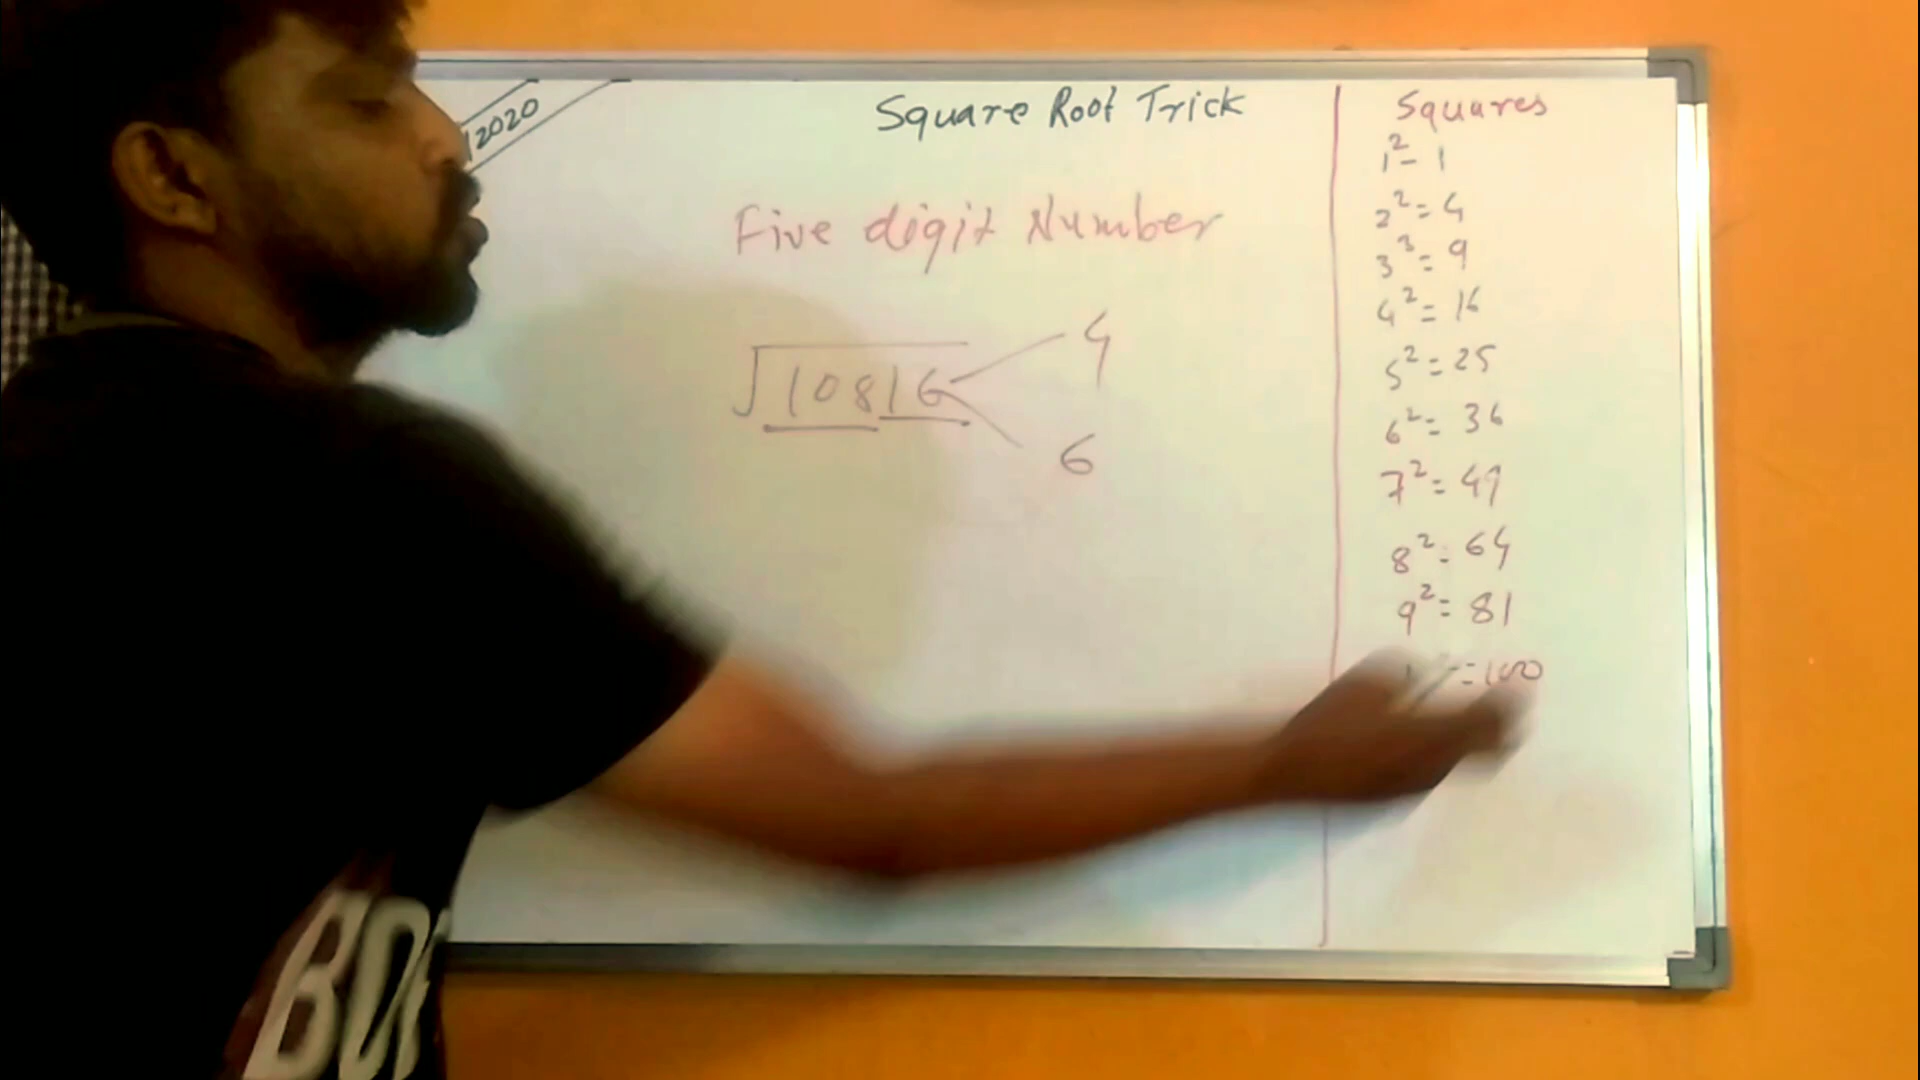 2020
Square Root Trick
Five digit Number
√10816
4
6
Squares
1² - 1
2² = 4
3³ = 9
4² = 16
5² = 25
6² = 36
7² = 49
8² = 64
9² = 81
= 100